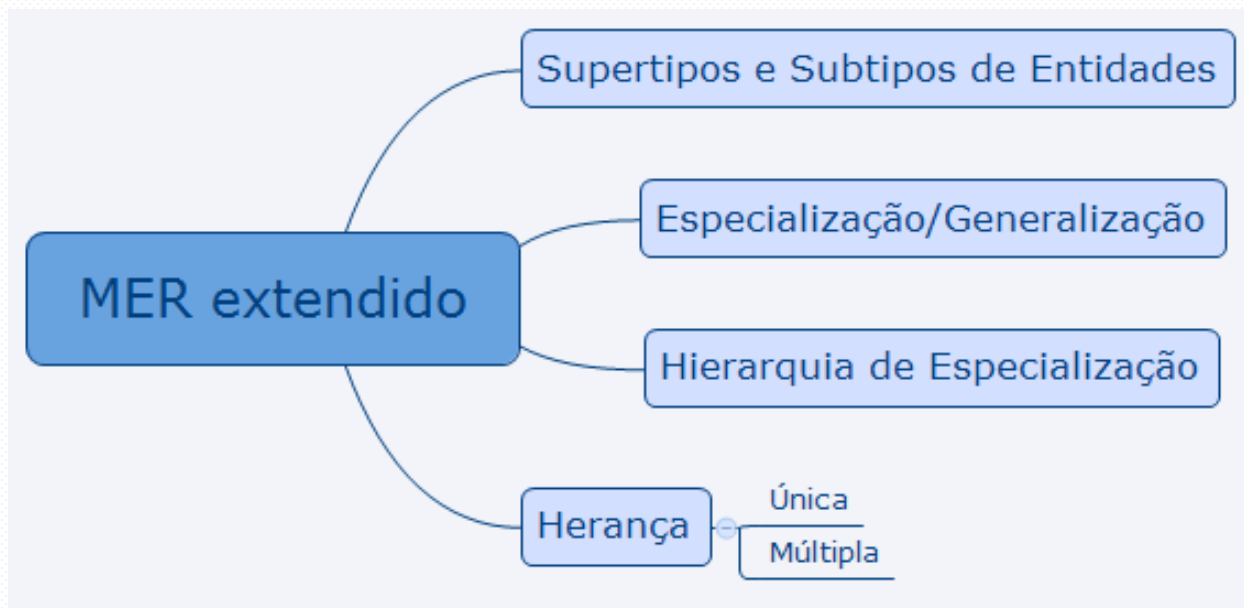 Supertipos e Subtipos de Entidades
Especialização/Generalização
MER extendido
Hierarquia de Especialização
Herança
Única
Múltipla